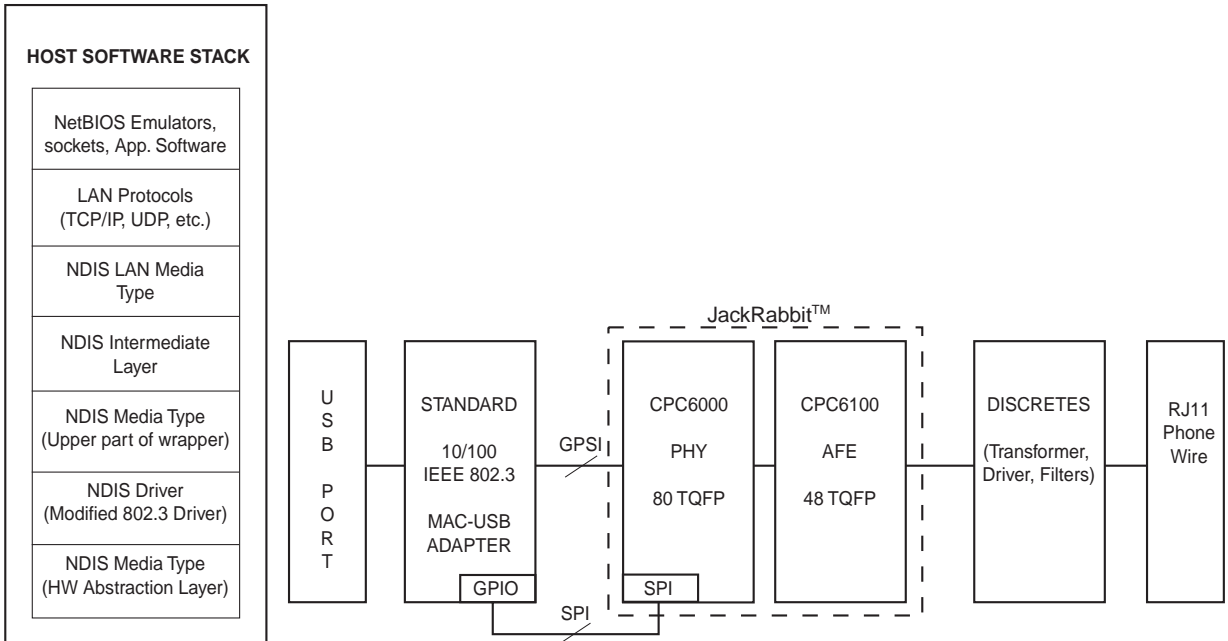 HOST SOFTWARE STACK
NetBIOS Emulators,
sockets, App. Software
LAN Protocols
(TCP/IP, UDP, etc.)
NDIS LAN Media
Type
NDIS Intermediate
Layer
NDIS Media Type
(Upper part of wrapper)
NDIS Driver
(Modified 802.3 Driver)
NDIS Media Type
(HW Abstraction Layer)
USB PORT
STANDARD
10/100
IEEE 802.3
MAC-USB
ADAPTER
GPIO
GPSI
SPI
JackRabbit™
CPC6000
PHY
80 TQFP
SPI
CPC6100
AFE
48 TQFP
DISCRETES
(Transformer,
Driver, Filters)
RJ11
Phone
Wire